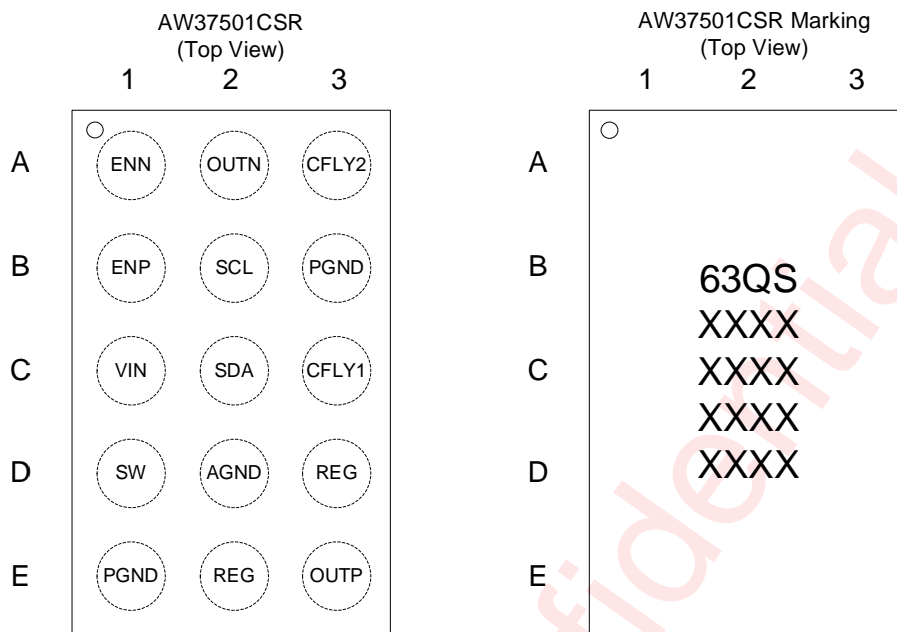 AW37501CSR
(Top View)
1 2 3
A ENN OUTN CFLY2
B ENP SCL PGND
C VIN SDA CFLY1
D SW AGND REG
E PGND REG OUTP
AW37501CSR Marking
(Top View)
1 2 3
A
B
C
D
E
63QS
XXXX
XXXX
XXXX
XXXX
fidential